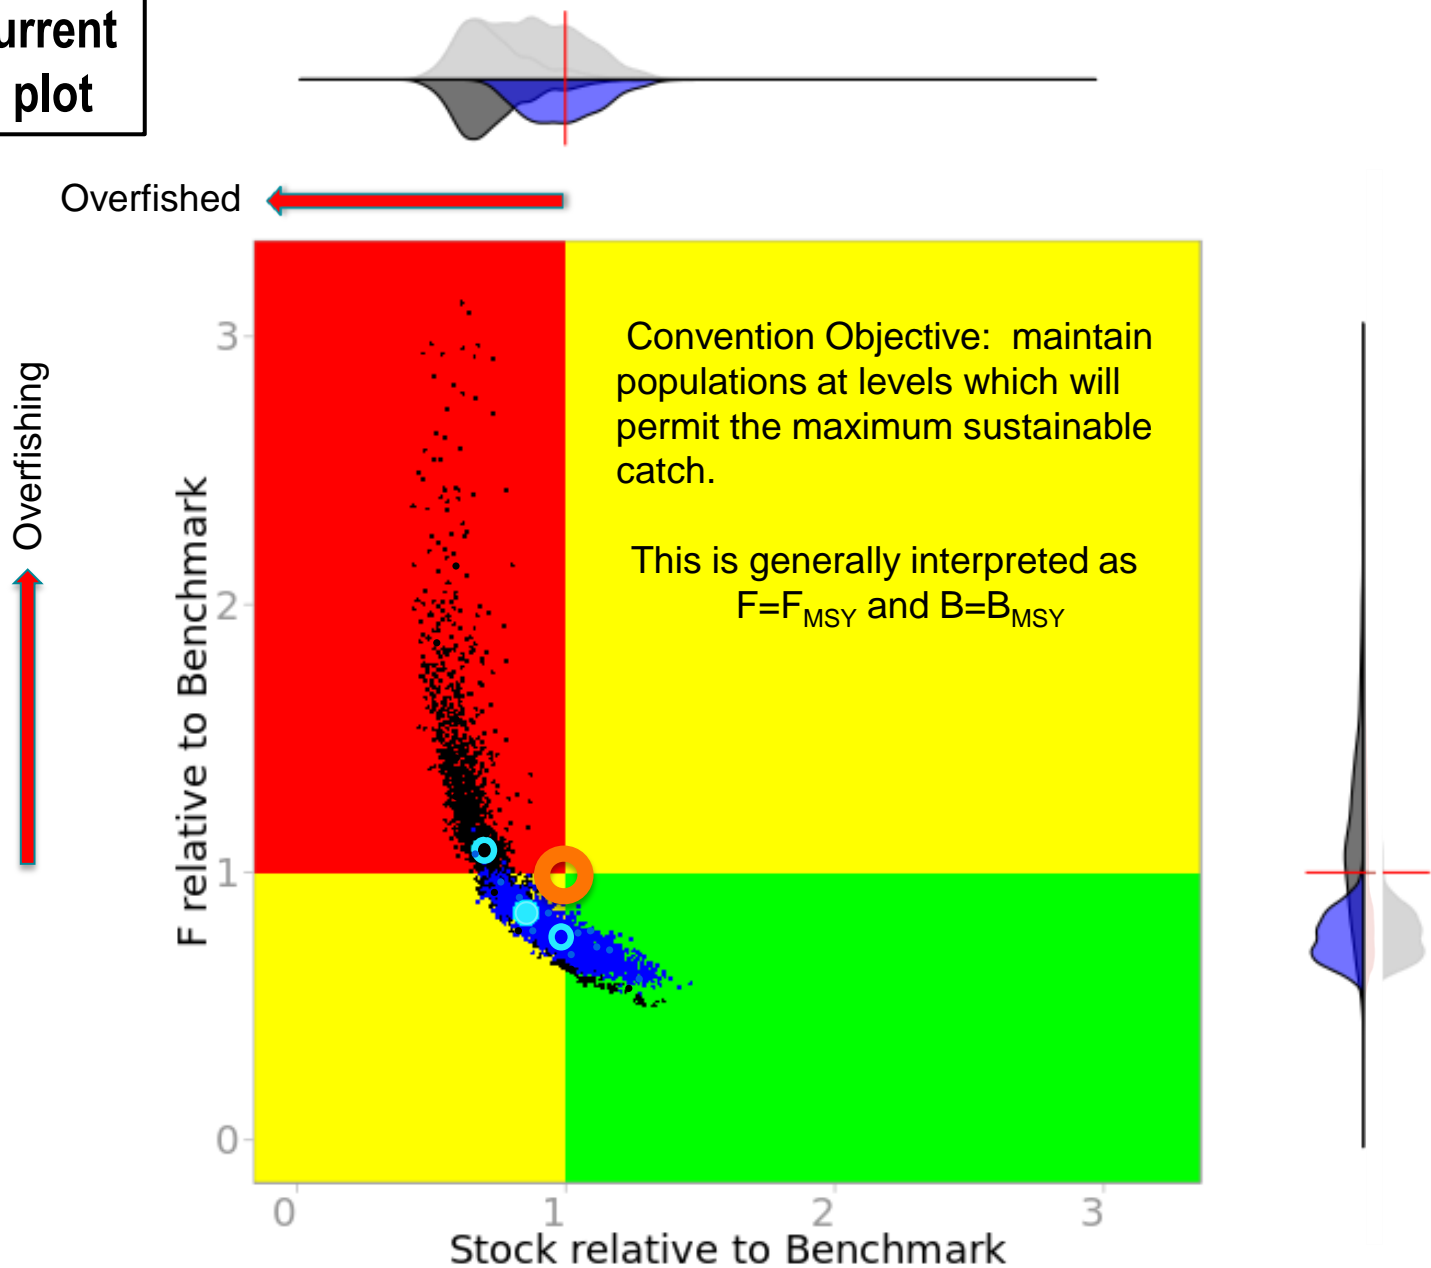 urrent
plot
Overfished
Overfishing
F relative to Benchmark
3
2
1
0
Convention Objective: maintain
populations at levels which will
permit the maximum sustainable
catch.
This is generally interpreted as
F=FMSY and B=BMSY
0 1 2 3
Stock relative to Benchmark